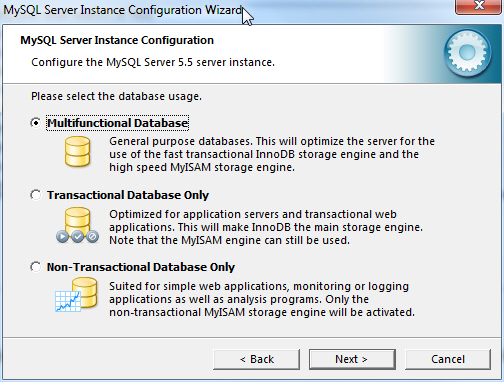 MySQL Server Instance Configuration Wizard
MySQL Server Instance Configuration
Configure the MySQL Server 5.5 server instance.
Please select the database usage.
Multifunctional Database
General purpose databases. This will optimize the server for the
use of the fast transactional InnoDB storage engine and the
high speed MyISAM storage engine.
Transactional Database Only
Optimized for application servers and transactional web
applications. This will make InnoDB the main storage engine.
Note that the MyISAM engine can still be used.
Non-Transactional Database Only
Suited for simple web applications, monitoring or logging
applications as well as analysis programs. Only the
non-transactional MyISAM storage engine will be activated.
< Back
Next >
Cancel